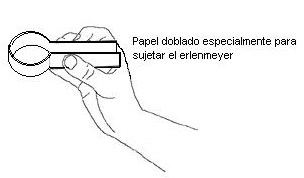 Papel doblado especialmente para
sujetar el erlenmeyer